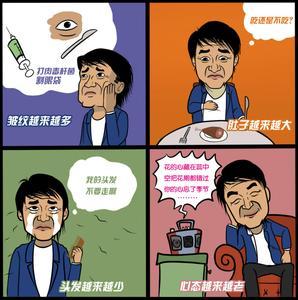 打肉毒杆菌
割眼袋
皱纹越来越多
吃还是不吃?
肚子越来越大
我的头发
不要走啊
头发越来越少
花的心藏在蕊中
空把花期都错过
你的心忘了季节
……
心态越来越老